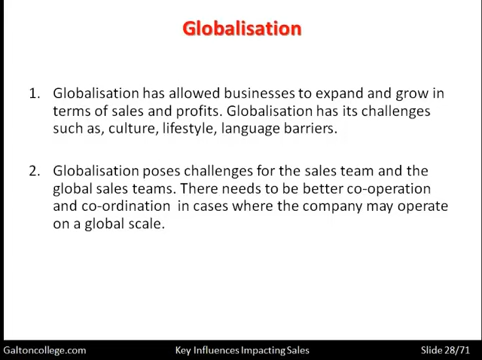 Globalisation
1. Globalisation has allowed businesses to expand and grow in
terms of sales and profits. Globalisation has its challenges
such as, culture, lifestyle, language barriers.
2. Globalisation poses challenges for the sales team and the
global sales teams. There needs to be better co-operation
and co-ordination in cases where the company may operate
on a global scale.
Galtoncollege.com Key Influences Impacting Sales Slide 28/71